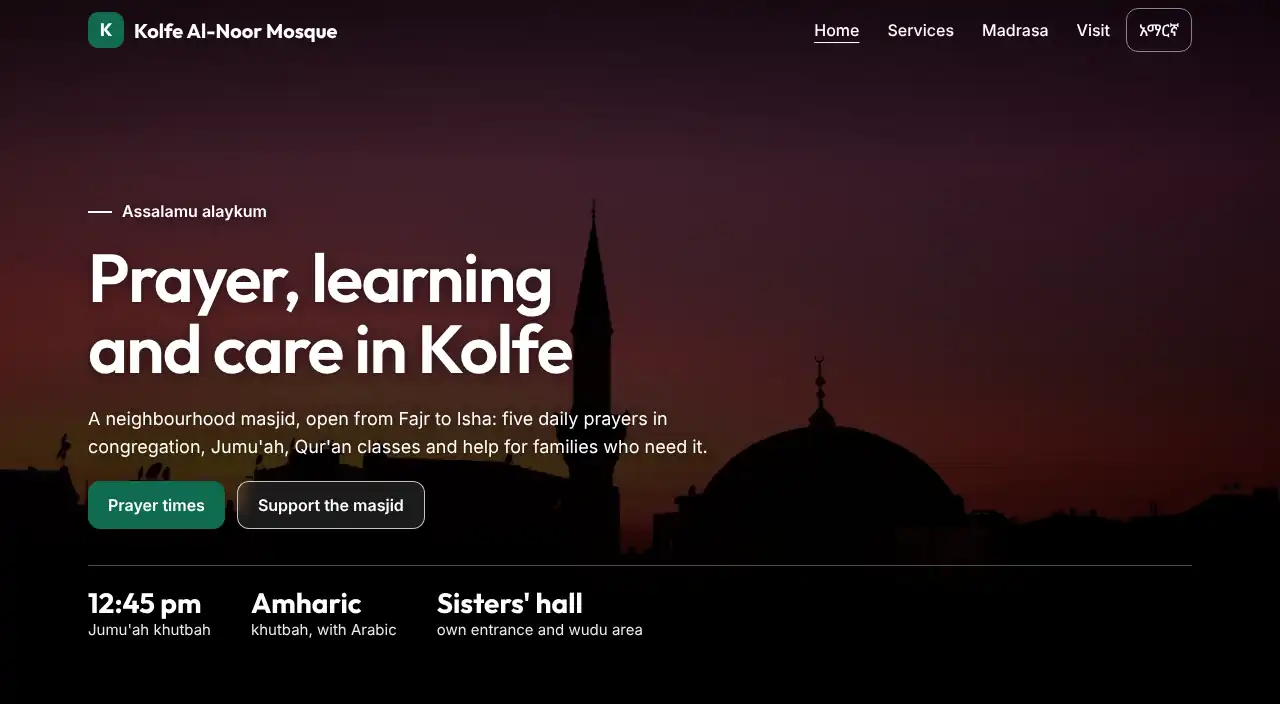 K
Kolfe Al-Noor Mosque
Home
Services
Madrasa
Visit
አማርኛ
Assalamu alaykum
Prayer, learning
and care in Kolfe
A neighbourhood masjid, open from Fajr to Isha: five daily prayers in
congregation, Jumu'ah, Qur'an classes and help for families who need it.
Prayer times
Support the masjid
12:45 pm
Jumu'ah khutbah
Amharic
khutbah, with Arabic
Sisters' hall
own entrance and wudu area